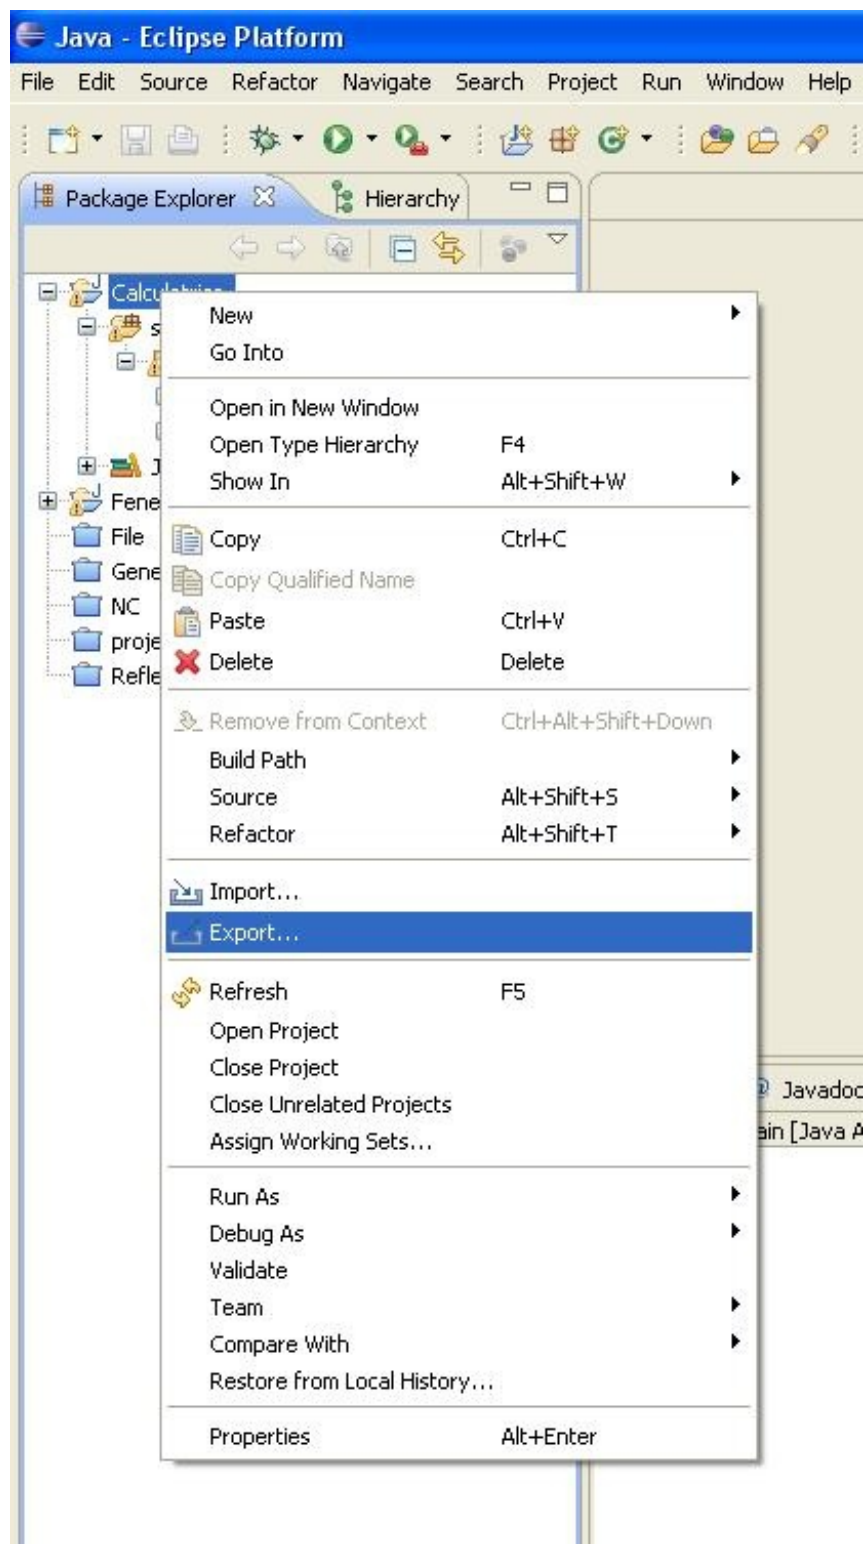 Java - Eclipse Platform
File Edit Source Refactor Navigate Search Project Run Window Help
Package Explorer Hierarchy
New
Go Into
Open in New Window
Open Type Hierarchy F4
Show In Alt+Shift+W
Fene
File
Copy Ctrl+C
Gene
Copy Qualified Name
NC
Paste Ctrl+V
proje
Delete Delete
Refle
Remove from Context Ctrl+Alt+Shift+Down
Build Path
Source Alt+Shift+S
Refactor Alt+Shift+T
Import...
Export...
Refresh F5
Open Project
Close Project
Javadoc
Close Unrelated Projects
ain [Java A
Assign Working Sets...
Run As
Debug As
Validate
Team
Compare With
Restore from Local History...
Properties Alt+Enter